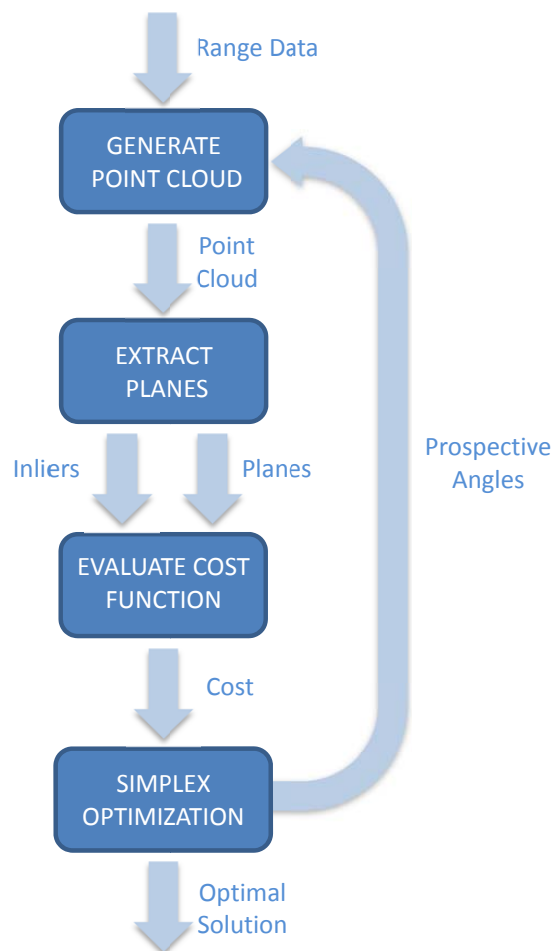 Range Data
GENERATE
POINT CLOUD
Point
Cloud
EXTRACT
PLANES
Inliers
Planes
Prospective
Angles
EVALUATE COST
FUNCTION
Cost
SIMPLEX
OPTIMIZATION
Optimal
Solution